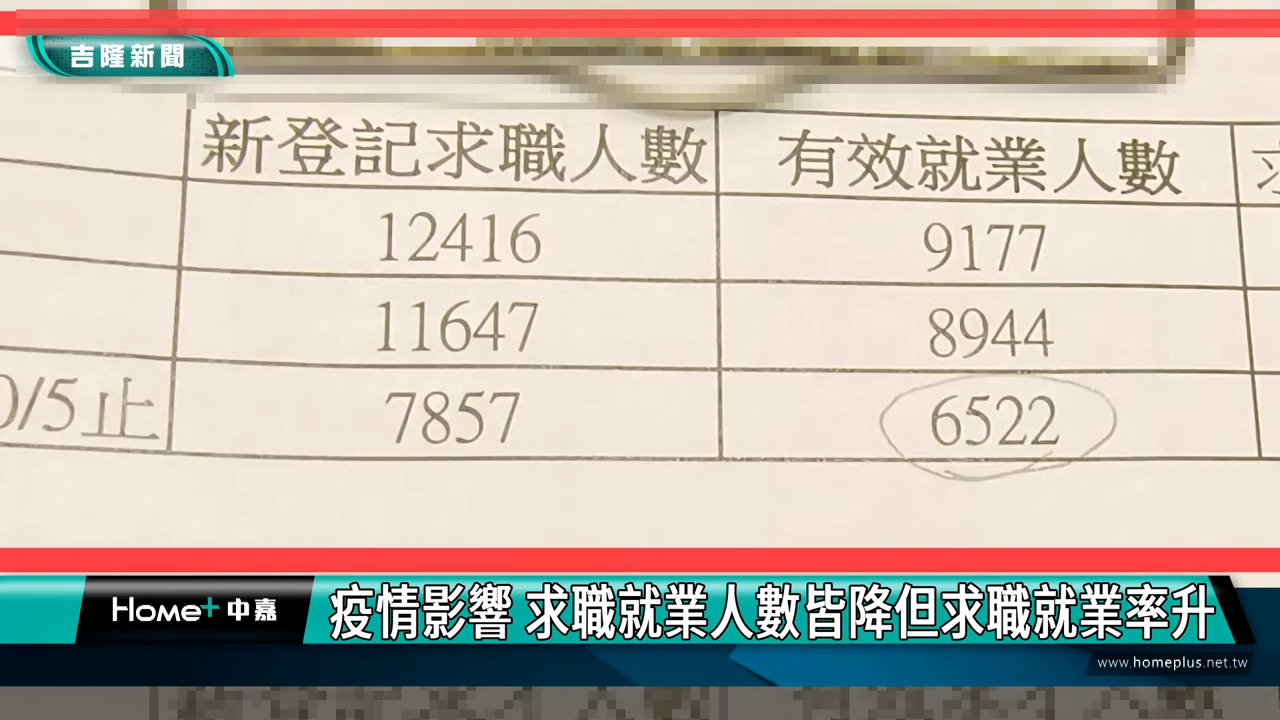 吉隆新聞
新登記求職人數 有效就業人數 求
12416 9177
11647 8944
0/5止 7857 6522
疫情影響 求職就業人數皆降但求職就業率升
Home+中嘉
www.homeplus.net.tw